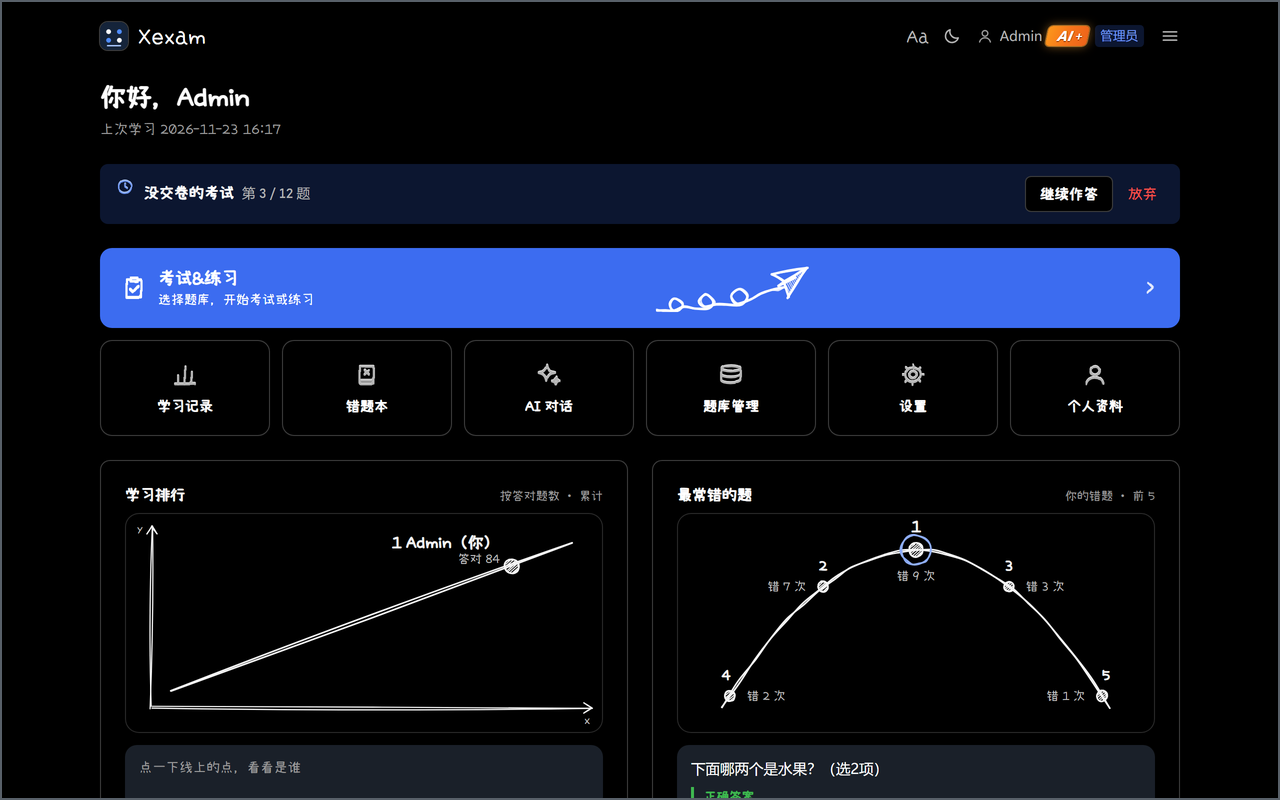 Xexam
Aa Admin AI+ 管理员
你好，Admin
上次学习 2026-11-23 16:17
没交卷的考试 第 3 / 12 题 继续作答 放弃
考试&练习
选择题库，开始考试或练习
学习记录 错题本 AI 对话 题库管理 设置 个人资料
学习排行 按答对题数 • 累计
y
1 Admin（你）
答对 84
x
点一下线上的点，看看是谁
最常错的题 你的错题 • 前 5
1
错 9 次
2
错 7 次
3
错 3 次
4
错 2 次
5
错 1 次
下面哪两个是水果？（选2项）
正确答案